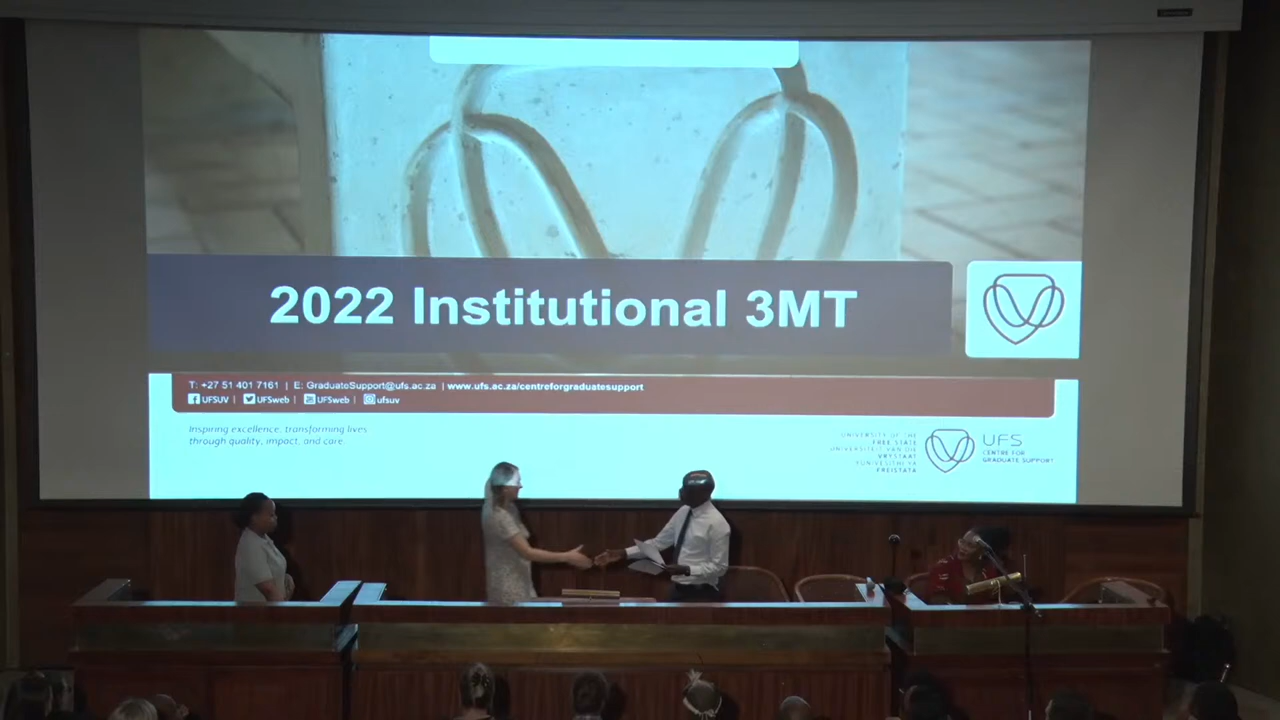 2022 Institutional 3MT
T: +27 51 401 7161 | E: GraduateSupport@ufs.ac.za | www.ufs.ac.za/centreforgraduatesupport
UFSUV | UFSweb | UFSweb | ufsuv
Inspiring excellence, transforming lives
through quality, impact, and care.
UNIVERSITY OF THE
FREE STATE
UNIVERSITEIT VAN DIE
VRYSTAAT
YUNIVESITHI YA
FREISTATA
UFS
CENTRE FOR
GRADUATE SUPPORT